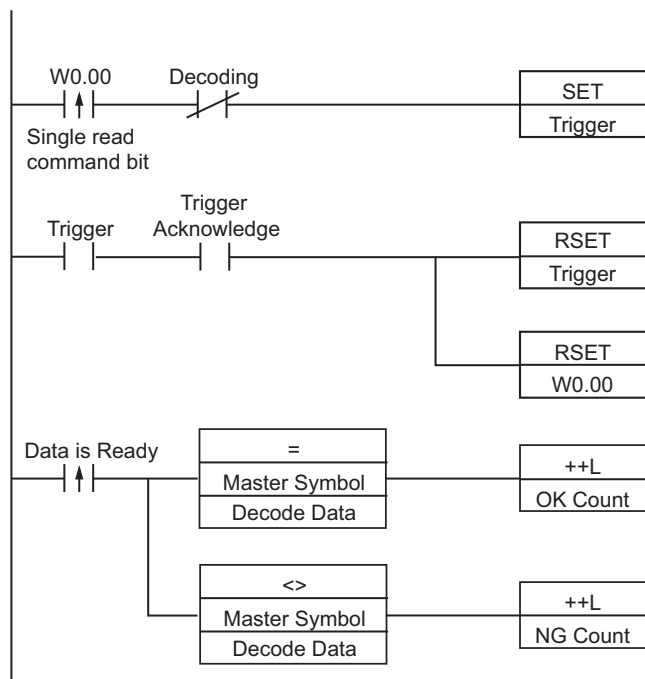 W0.00
Decoding
SET
Trigger
Single read
command bit
Trigger
Trigger
Acknowledge
RSET
Trigger
RSET
W0.00
Data is Ready
=
Master Symbol
Decode Data
++L
OK Count
<>
Master Symbol
Decode Data
++L
NG Count